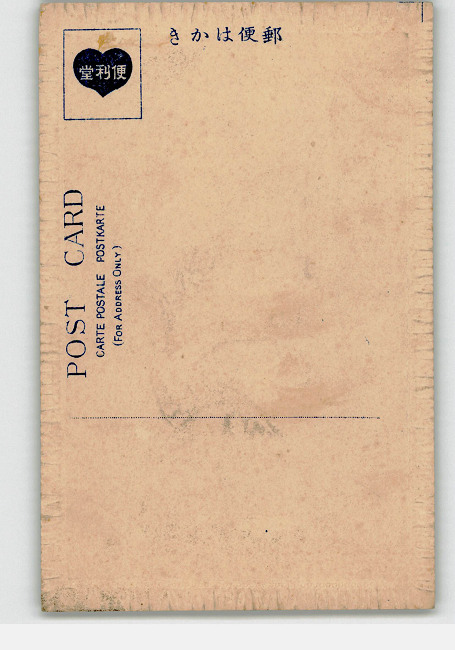 きかは便郵
堂利便
POST CARD
CARTE POSTALE POSTKARTE
(FOR ADDRESS ONLY)